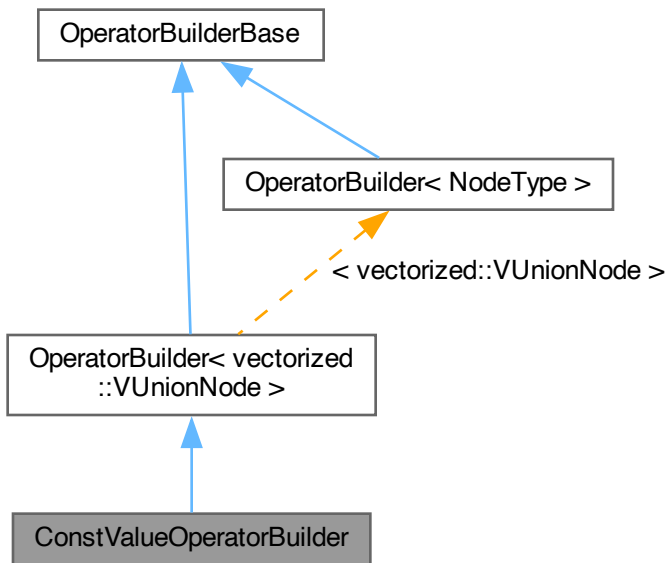 OperatorBuilderBase
OperatorBuilder< NodeType >
< vectorized::VUnionNode >
OperatorBuilder< vectorized
::VUnionNode >
ConstValueOperatorBuilder